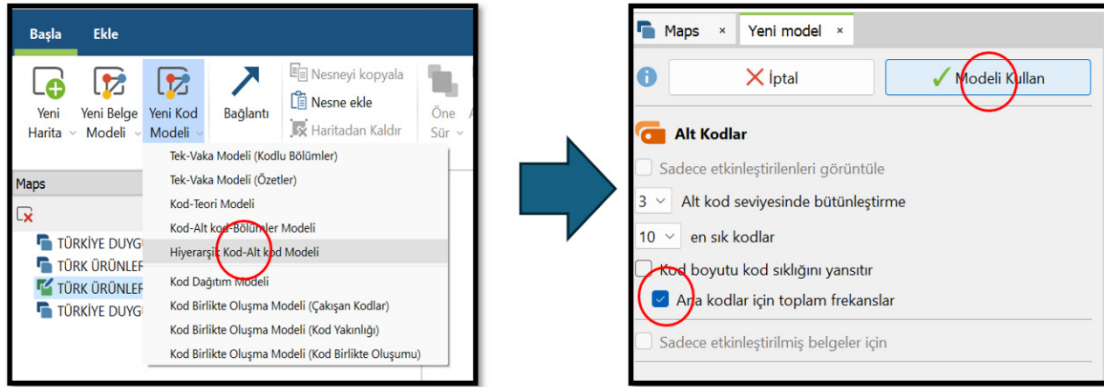 Başla Ekle
Yeni Harita
Yeni Belge Modeli
Yeni Kod Modeli
Bağlantı
Nesneyi kopyala
Nesne ekle
Haritadan Kaldır
Öne Sür
Tek-Vaka Modeli (Kodlu Bölümler)
Tek-Vaka Modeli (Özetler)
Kod-Teori Modeli
Kod-Alt kod-Bölümler Modeli
Hiyerarşik Kod-Alt kod Modeli
Kod Dağıtım Modeli
Kod Birlikte Oluşma Modeli (Çakışan Kodlar)
Kod Birlikte Oluşma Modeli (Kod Yakınlığı)
Kod Birlikte Oluşma Modeli (Kod Birlikte Oluşumu)
Maps
TÜRKİYE DUYG
TÜRK ÜRÜNLER
TÜRK ÜRÜNLER
TÜRKİYE DUYG
Maps × Yeni model ×
İptal Modeli Kullan
Alt Kodlar
Sadece etkinleştirilenleri görüntüle
3 Alt kod seviyesinde bütünleştirme
10 en sık kodlar
Kod boyutu kod sıklığını yansıtır
Ana kodlar için toplam frekanslar
Sadece etkinleştirilmiş belgeler için